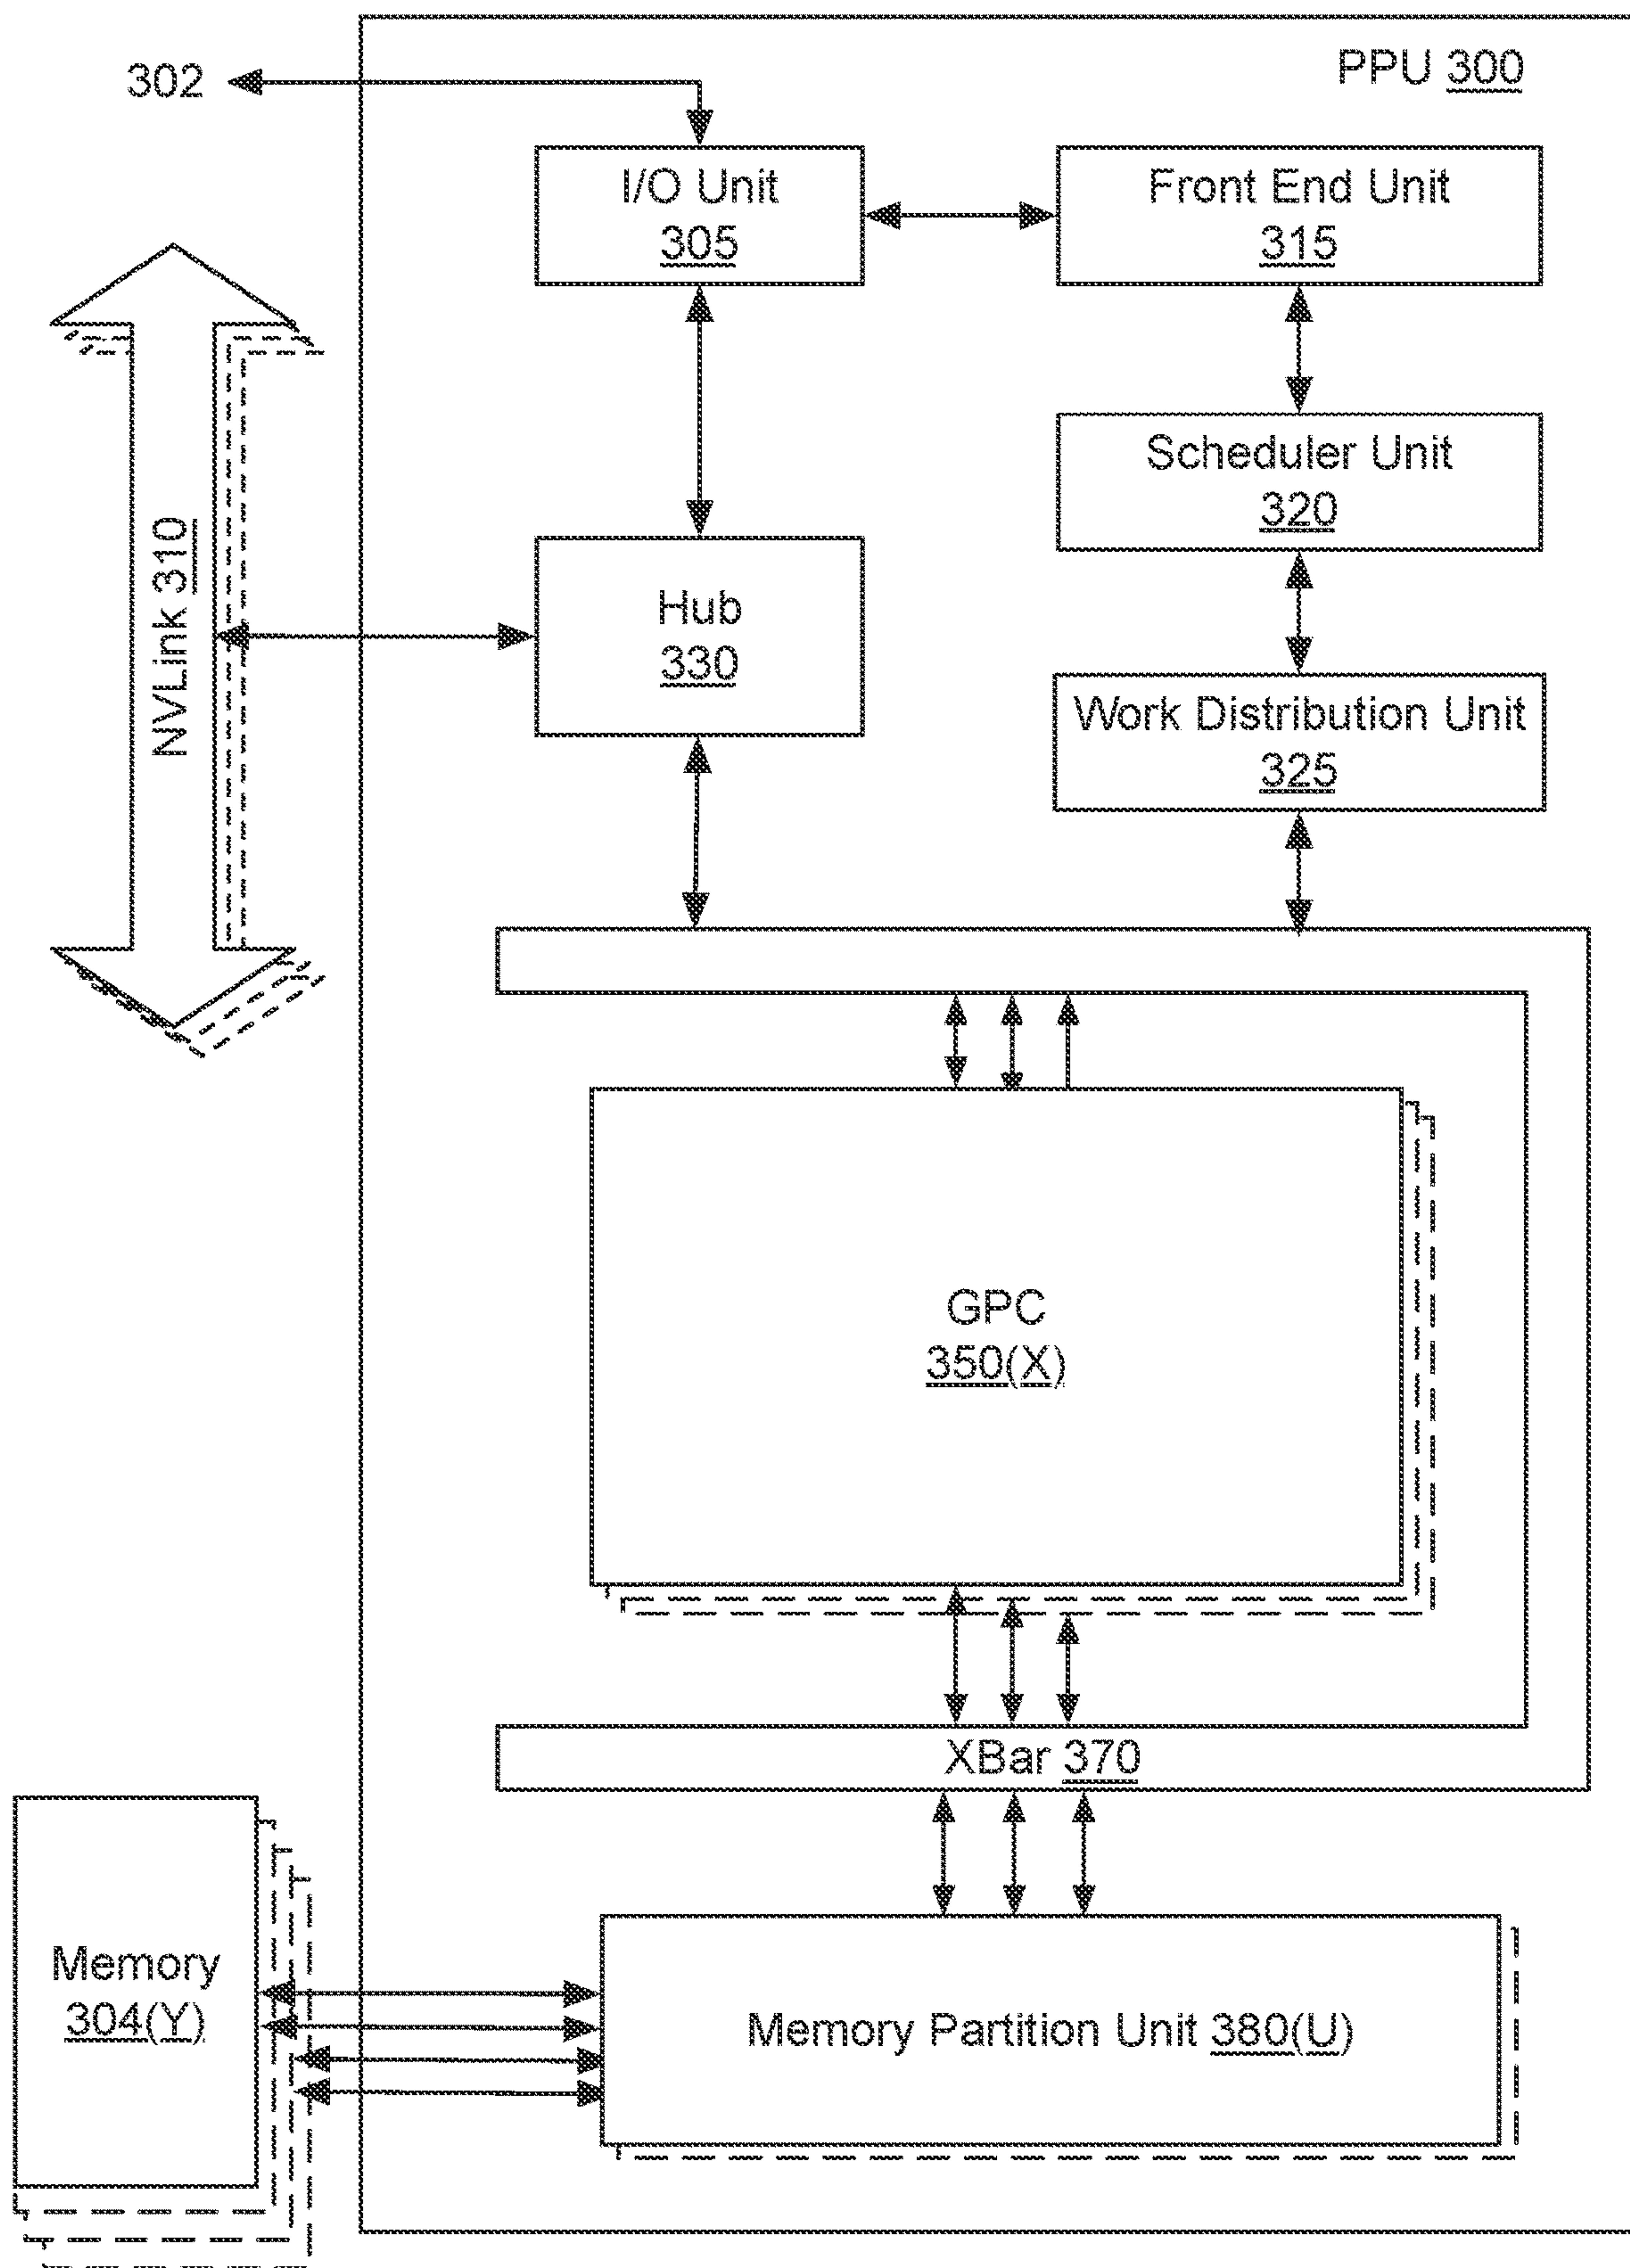 PPU 300
302
I/O Unit
305
Front End Unit
315
Scheduler Unit
320
NVLink 310
Hub
330
Work Distribution Unit
325
GPC
350(X)
XBar 370
Memory
304(Y)
Memory Partition Unit 380(U)